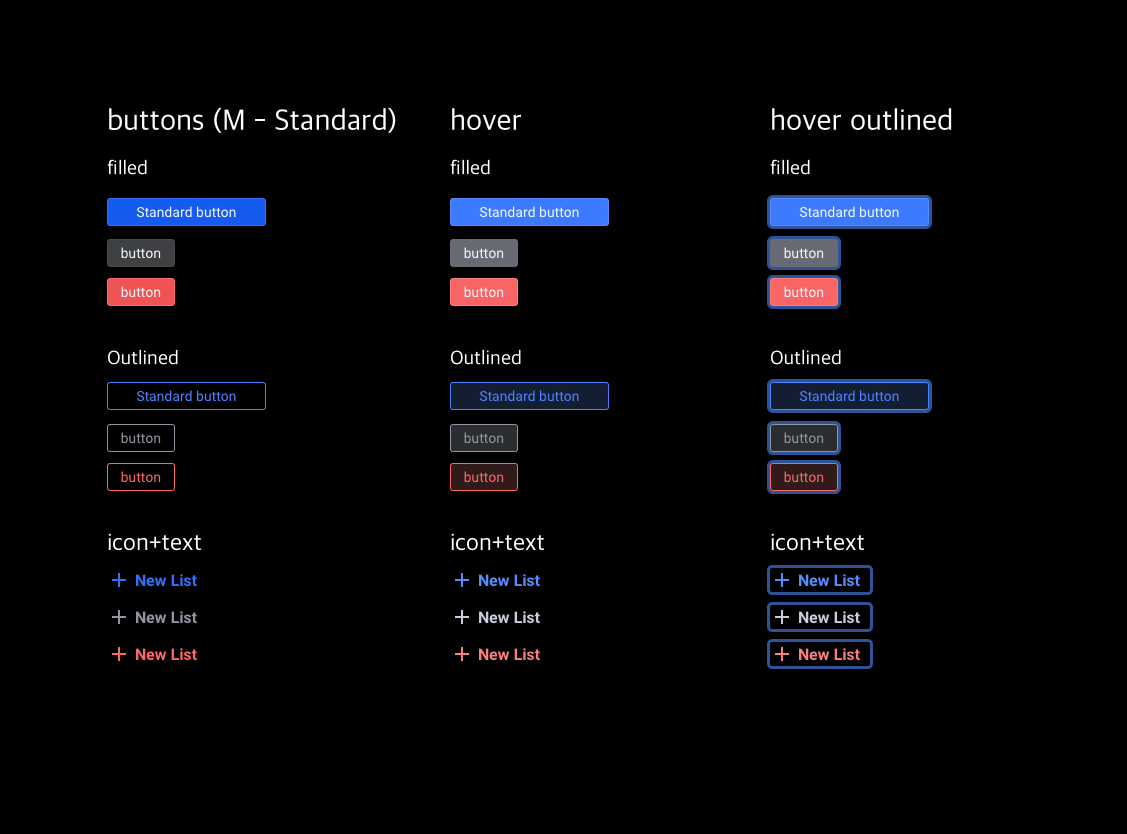 buttons (M - Standard)
filled
Standard button
button
button
Outlined
Standard button
button
button
icon+text
New List
New List
New List
hover
filled
Standard button
button
button
Outlined
Standard button
button
button
icon+text
New List
New List
New List
hover outlined
filled
Standard button
button
button
Outlined
Standard button
button
button
icon+text
New List
New List
New List